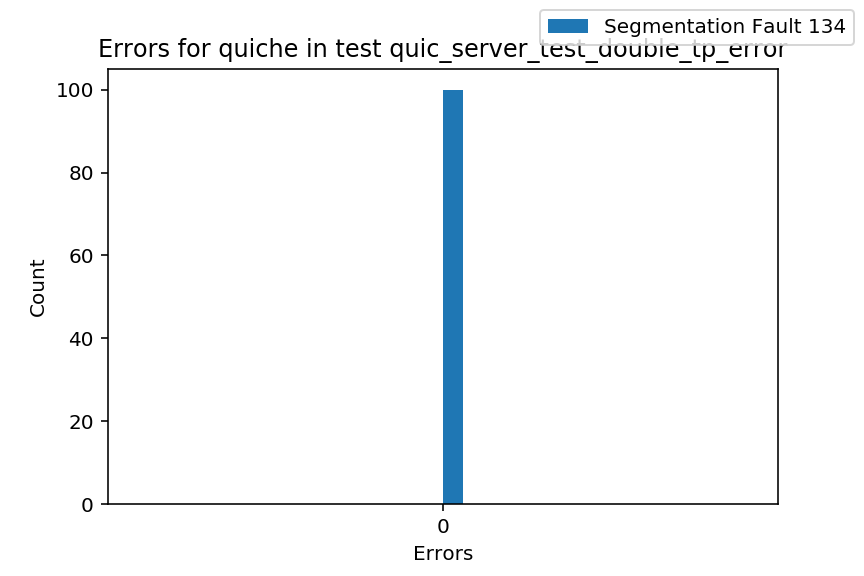 Segmentation Fault 134
Errors for quiche in test quic_server_test_double_tp_error
100
80
60
40
20
0
Count
0
Errors